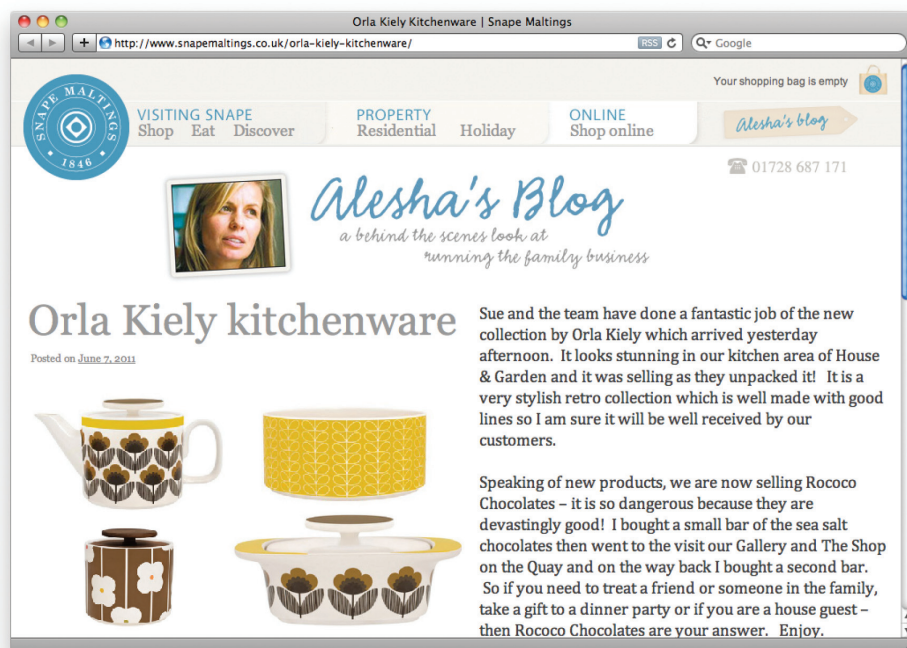 Orla Kiely Kitchenware | Snape Maltings
http://www.snapemaltings.co.uk/orla-kiely-kitchenware/
RSS
Google
Your shopping bag is empty
SNAPE MALTINGS
1846
VISITING SNAPE
Shop Eat Discover
PROPERTY
Residential Holiday
ONLINE
Shop online
Alesha's blog
01728 687 171
Alesha's Blog
a behind the scenes look at
running the family business
Orla Kiely kitchenware
Posted on June 7, 2011
Sue and the team have done a fantastic job of the new
collection by Orla Kiely which arrived yesterday
afternoon. It looks stunning in our kitchen area of House
& Garden and it was selling as they unpacked it! It is a
very stylish retro collection which is well made with good
lines so I am sure it will be well received by our
customers.
Speaking of new products, we are now selling Rococo
Chocolates – it is so dangerous because they are
devastingly good! I bought a small bar of the sea salt
chocolates then went to the visit our Gallery and The Shop
on the Quay and on the way back I bought a second bar.
So if you need to treat a friend or someone in the family,
take a gift to a dinner party or if you are a house guest –
then Rococo Chocolates are your answer. Enjoy.